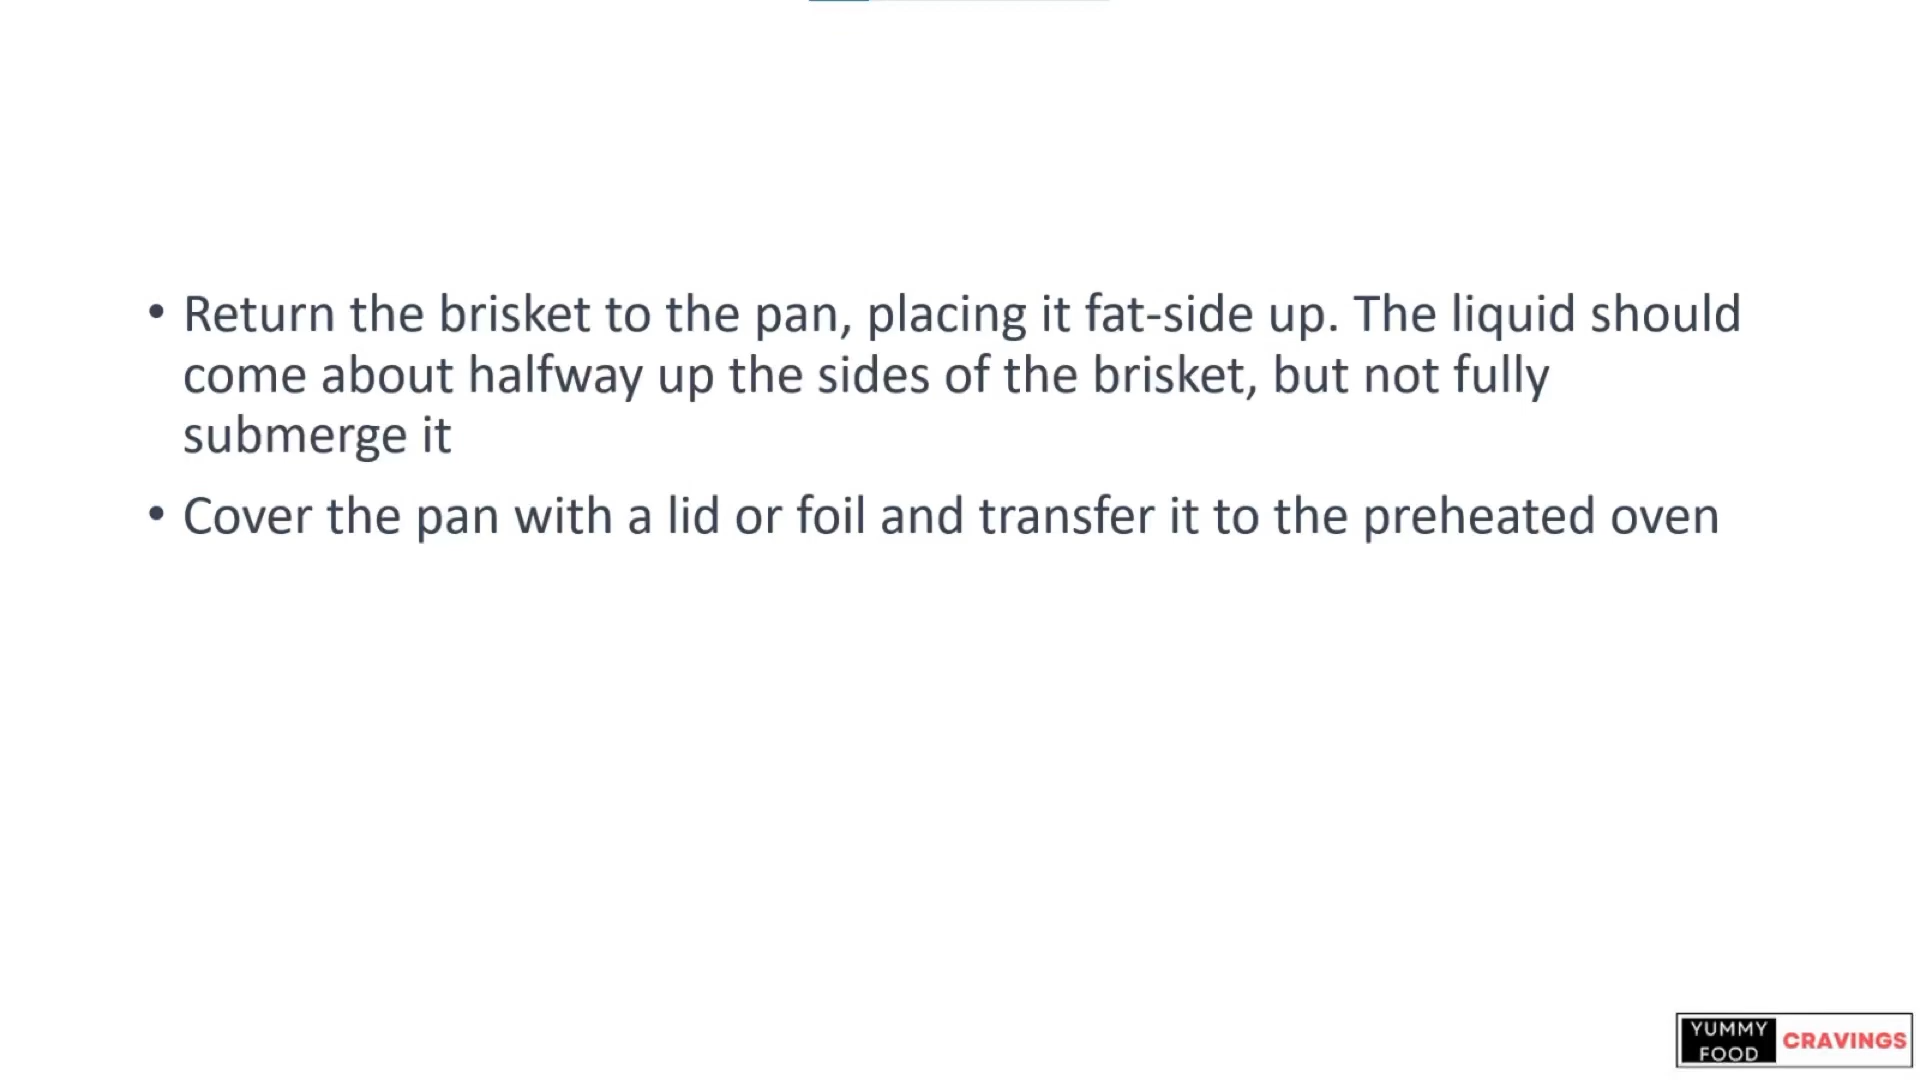 • Return the brisket to the pan, placing it fat-side up. The liquid should
come about halfway up the sides of the brisket, but not fully
submerge it
• Cover the pan with a lid or foil and transfer it to the preheated oven
YUMMY
FOOD
CRAVINGS